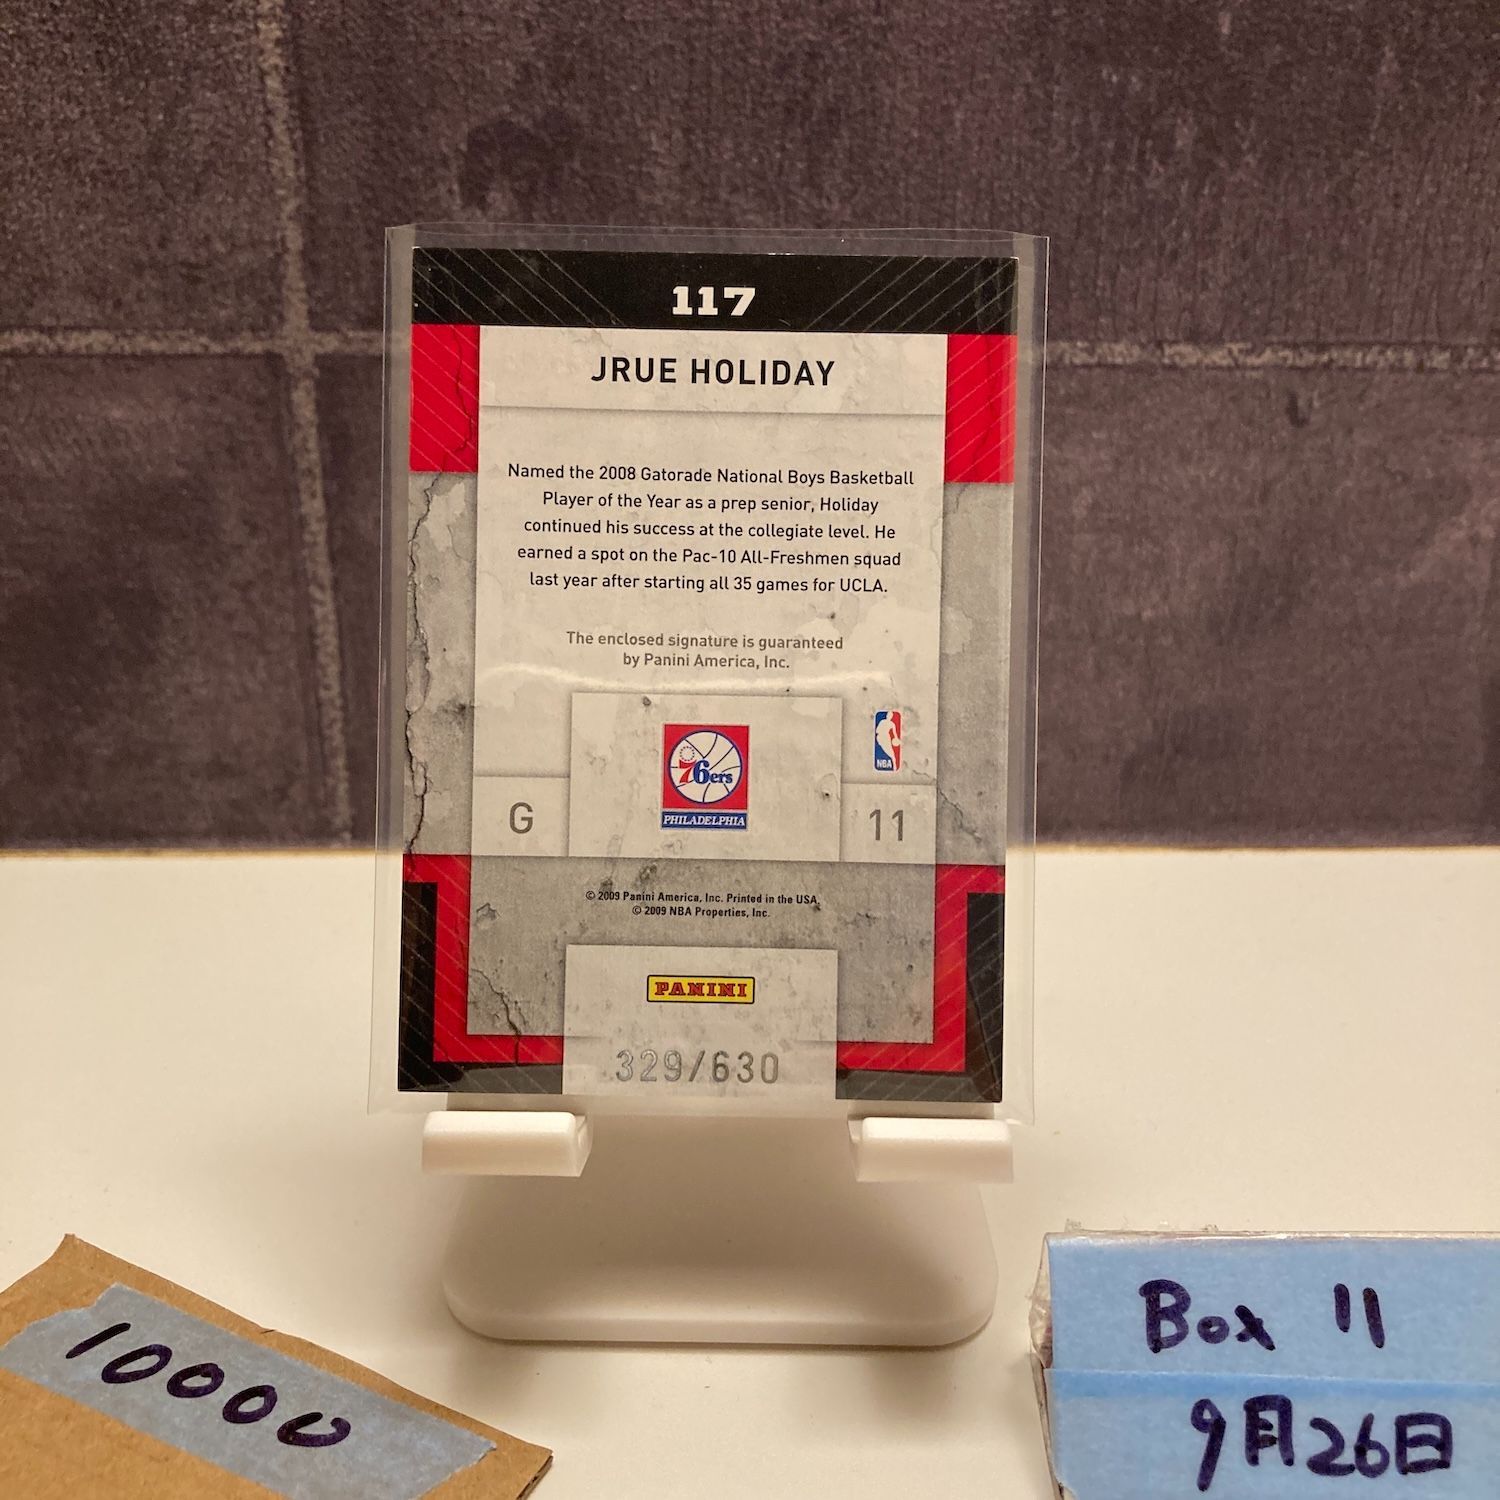 117
JRUE HOLIDAY
Named the 2008 Gatorade National Boys Basketball
Player of the Year as a prep senior, Holiday
continued his success at the collegiate level. He
earned a spot on the Pac-10 All-Freshmen squad
last year after starting all 35 games for UCLA.
The enclosed signature is guaranteed
by Panini America, Inc.
76ers
PHILADELPHIA
NBA
G
11
© 2009 Panini America, Inc. Printed in the USA.
© 2009 NBA Properties, Inc.
PANINI
329/630
10000
Box 11
9月26日